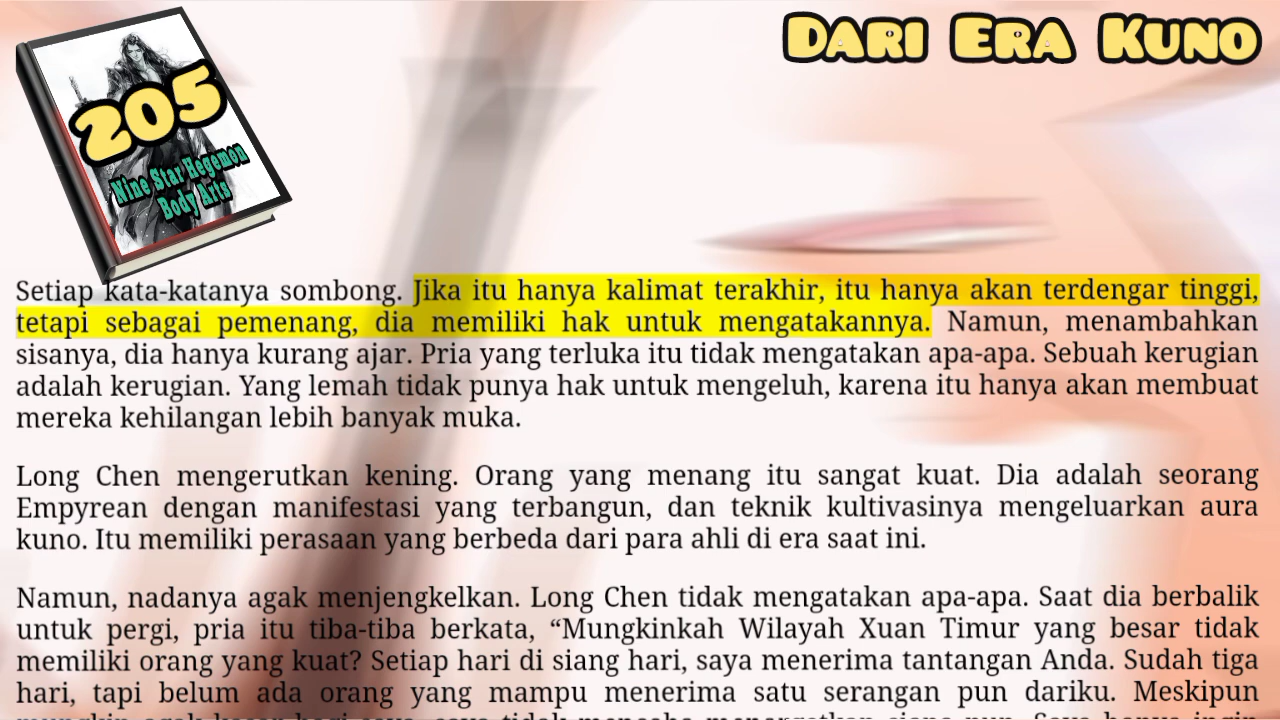 Dari Era Kuno
205
Nine Star Hegemon
Body Arts
Setiap kata-katanya sombong. Jika itu hanya kalimat terakhir, itu hanya akan terdengar tinggi,
tetapi sebagai pemenang, dia memiliki hak untuk mengatakannya. Namun, menambahkan
sisanya, dia hanya kurang ajar. Pria yang terluka itu tidak mengatakan apa-apa. Sebuah kerugian
adalah kerugian. Yang lemah tidak punya hak untuk mengeluh, karena itu hanya akan membuat
mereka kehilangan lebih banyak muka.
Long Chen mengerutkan kening. Orang yang menang itu sangat kuat. Dia adalah seorang
Empyrean dengan manifestasi yang terbangun, dan teknik kultivasinya mengeluarkan aura
kuno. Itu memiliki perasaan yang berbeda dari para ahli di era saat ini.
Namun, nadanya agak menjengkelkan. Long Chen tidak mengatakan apa-apa. Saat dia berbalik
untuk pergi, pria itu tiba-tiba berkata, “Mungkinkah Wilayah Xuan Timur yang besar tidak
memiliki orang yang kuat? Setiap hari di siang hari, saya menerima tantangan Anda. Sudah tiga
hari, tapi belum ada orang yang mampu menerima satu serangan pun dariku. Meskipun